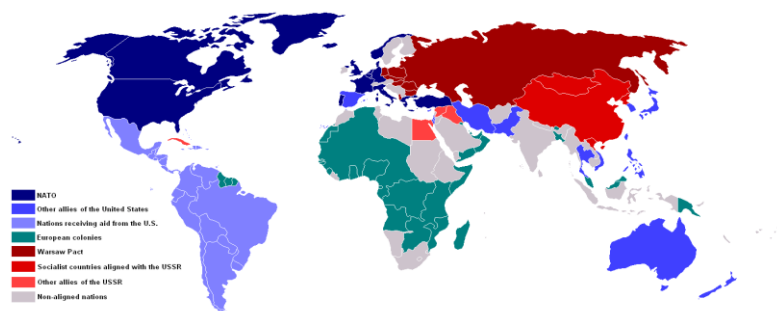 NATO
Other allies of the United States
Nations receiving aid from the U.S.
European colonies
Warsaw Pact
Socialist countries aligned with the USSR
Other allies of the USSR
Non-aligned nations